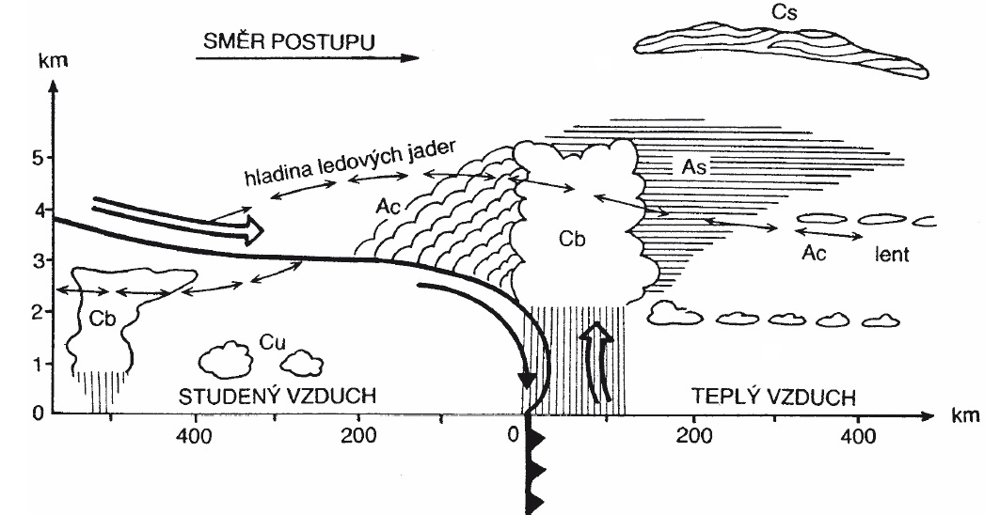 Cs
SMĚR POSTUPU
km
5
hladina ledových jader
As
4
Ac
Cb
Ac lent
3
2
Cb
Cu
1
STUDENÝ VZDUCH
TEPLÝ VZDUCH
0
km
400
200
0
200
400